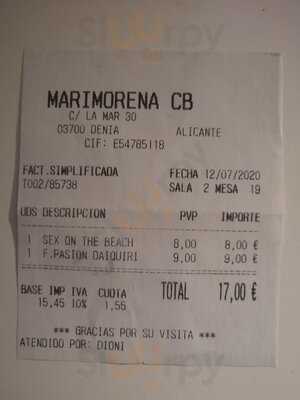 MARIMORENA CB
C/ LA MAR 30
03700 DENIA ALICANTE
CIF: E54785118
FACT.SIMPLIFICADA FECHA 12/07/2020
T002/85738 SALA 2 MESA 19
UDS DESCRIPCION PVP IMPORTE
1 SEX ON THE BEACH 8,00 8,00 €
1 F.PASION DAIQUIRI 9,00 9,00 €
BASE IMP IVA CUOTA TOTAL 17,00 €
15,45 10% 1,55
*** GRACIAS POR SU VISITA ***
ATENDIDO POR: DIONI